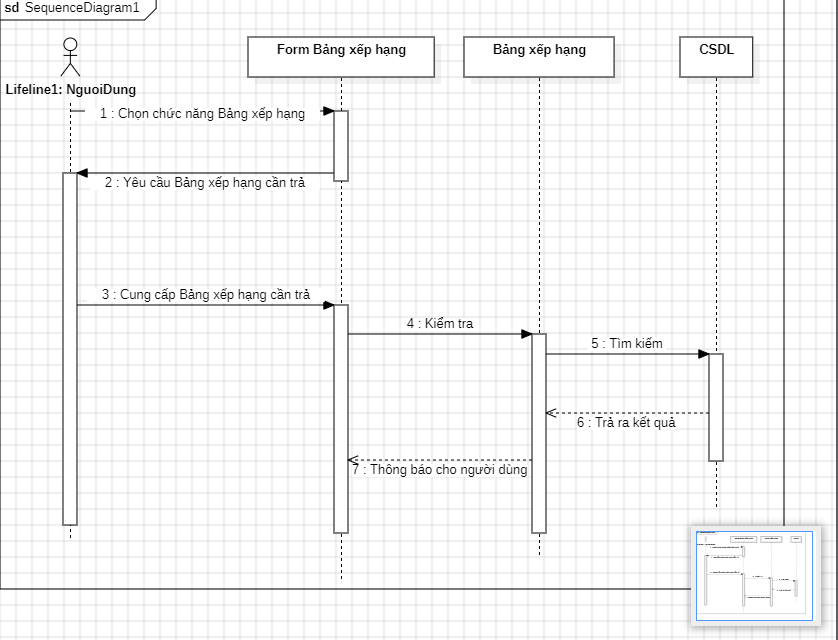 sd SequenceDiagram1
Form Bảng xếp hạng
Bảng xếp hạng
CSDL
Lifeline1: NguoiDung
1 : Chọn chức năng Bảng xếp hạng
2 : Yêu cầu Bảng xếp hạng cần trả
3 : Cung cấp Bảng xếp hạng cần trả
4 : Kiểm tra
5 : Tìm kiếm
6 : Trả ra kết quả
7 : Thông báo cho người dùng